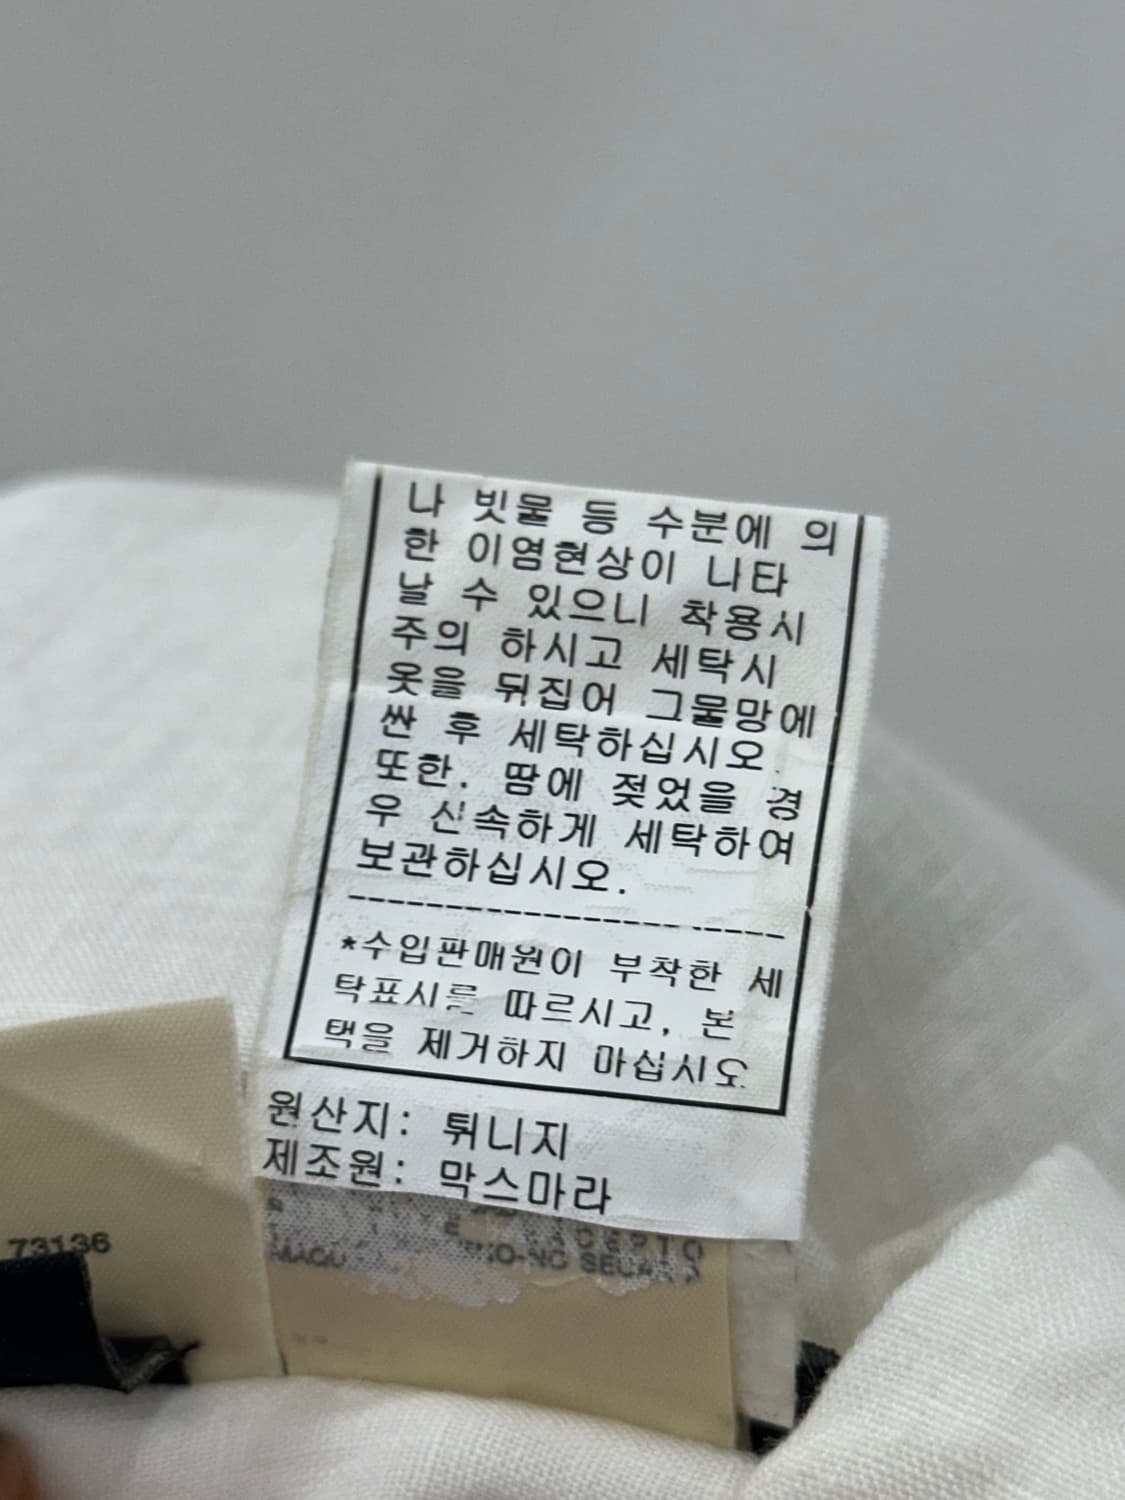 나 빗물 등 수분에 의
한 이염현상이 나타
날 수 있으니 착용시
주의 하시고 세탁시
옷을 뒤집어 그물망에
싼 후 세탁하십시오.
또한. 땀에 젖었을 경
우 신속하게 세탁하여
보관하십시오.
--------------------
*수입판매원이 부착한 세
탁표시를 따르시고, 본
택을 제거하지 마십시오
원산지: 튀니지
제조원: 막스마라
73136